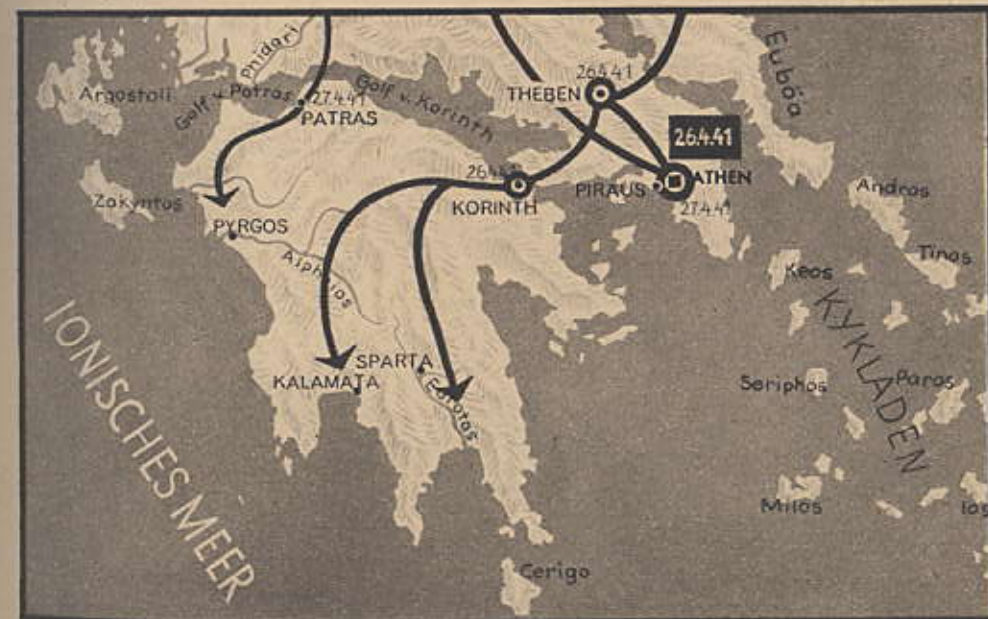 Argostoli
Phidari
Golf v. Patras
27.4.41
PATRAS
Golf v. Korinth
26.4.41
THEBEN
Euböa
26.4.41
PIRAUS
ATHEN
27.4.41
KORINTH
Zakyntos
PYRGOS
Andros
Tinos
Keos
KYKLADEN
IONISCHES MEER
SPARTA
KALAMATA
Eurotas
Seriphos
Paros
Milos
Ios
Cerigo